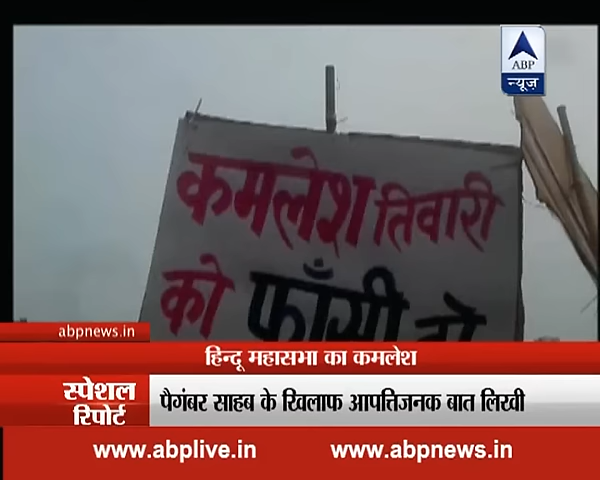 ABP
न्यूज़
कमलेश तिवारी
को फाँसी दो
abpnews.in
हिन्दू महासभा का कमलेश
स्पेशल
रिपोर्ट
पैगंबर साहब के खिलाफ आपत्तिजनक बात लिखी
www.abplive.in
www.abpnews.in